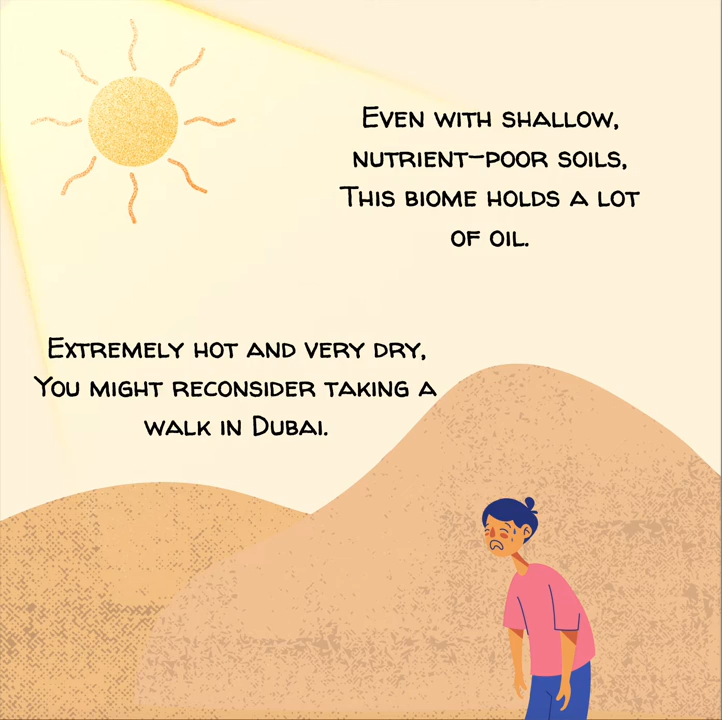 Even with shallow,
nutrient-poor soils,
This biome holds a lot
of oil.
Extremely hot and very dry,
You might reconsider taking a
walk in Dubai.